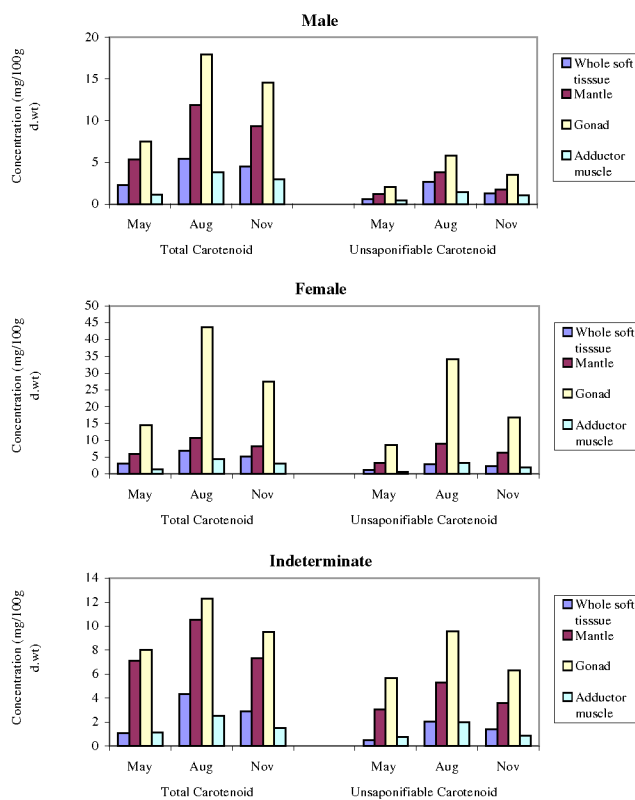 Male
Concentration (mg/100g
d.wt)
20
15
10
5
0
May Aug Nov May Aug Nov
Total Carotenoid Unsaponifiable Carotenoid
Whole soft
tisssue
Mantle
Gonad
Adductor
muscle
Female
Concentration (mg/100g
d.wt)
50
45
40
35
30
25
20
15
10
5
0
May Aug Nov May Aug Nov
Total Carotenoid Unsaponifiable Carotenoid
Whole soft
tisssue
Mantle
Gonad
Adductor
muscle
Indeterminate
Concentration (mg/100g
d.wt)
14
12
10
8
6
4
2
0
May Aug Nov May Aug Nov
Total Carotenoid Unsaponifiable Carotenoid
Whole soft
tisssue
Mantle
Gonad
Adductor
muscle